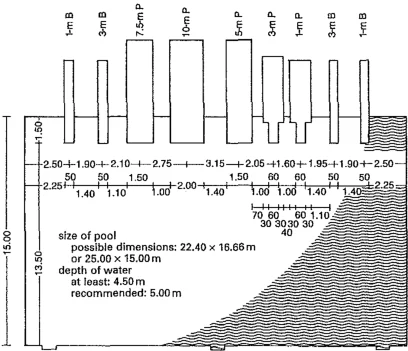 1-m B
3-m B
7.5-m P
10-m P
5-m P
3-m P
1-m P
3-m B
1-m B
1.50
2.50 1.90 2.10 2.75 3.15 2.05 1.60 1.95 1.90 2.50
50 50 1.50 2.00 1.50 60 60 50 50
2.25 1.40 1.10 1.00 1.40 1.00 1.00 1.40 1.40 2.25
70 60 60 1.10
30 30 30 30
40
15.00
13.50
size of pool
possible dimensions: 22.40 × 16.66 m
or 25.00 × 15.00 m
depth of water
at least: 4.50 m
recommended: 5.00 m